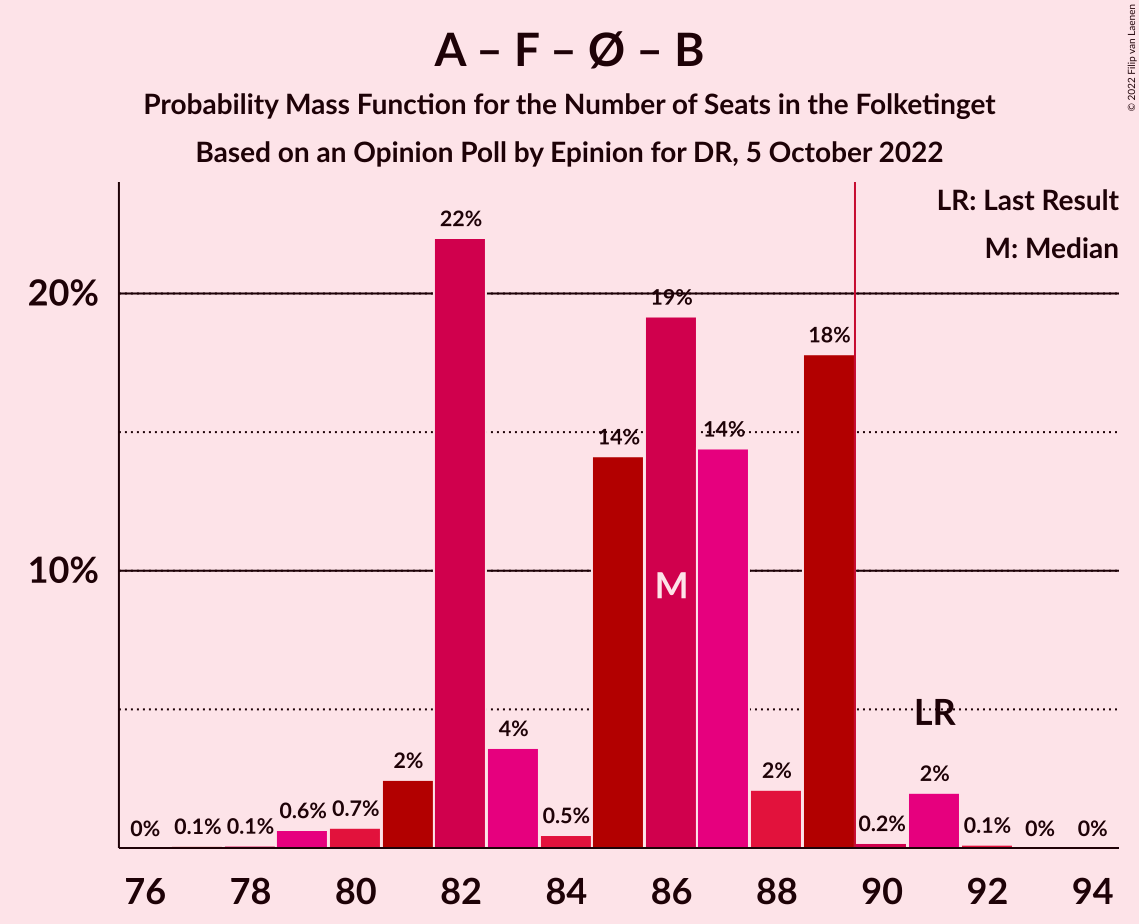 A – F – Ø – B
Probability Mass Function for the Number of Seats in the Folketinget
Based on an Opinion Poll by Epinion for DR, 5 October 2022
© 2022 Filip van Laenen
LR: Last Result
M: Median
20%
10%
0%
0.1%
0.1%
0.6%
0.7%
2%
22%
4%
0.5%
14%
19%
14%
2%
18%
0.2%
2%
0.1%
0%
0%
M
LR
76 78 80 82 84 86 88 90 92 94